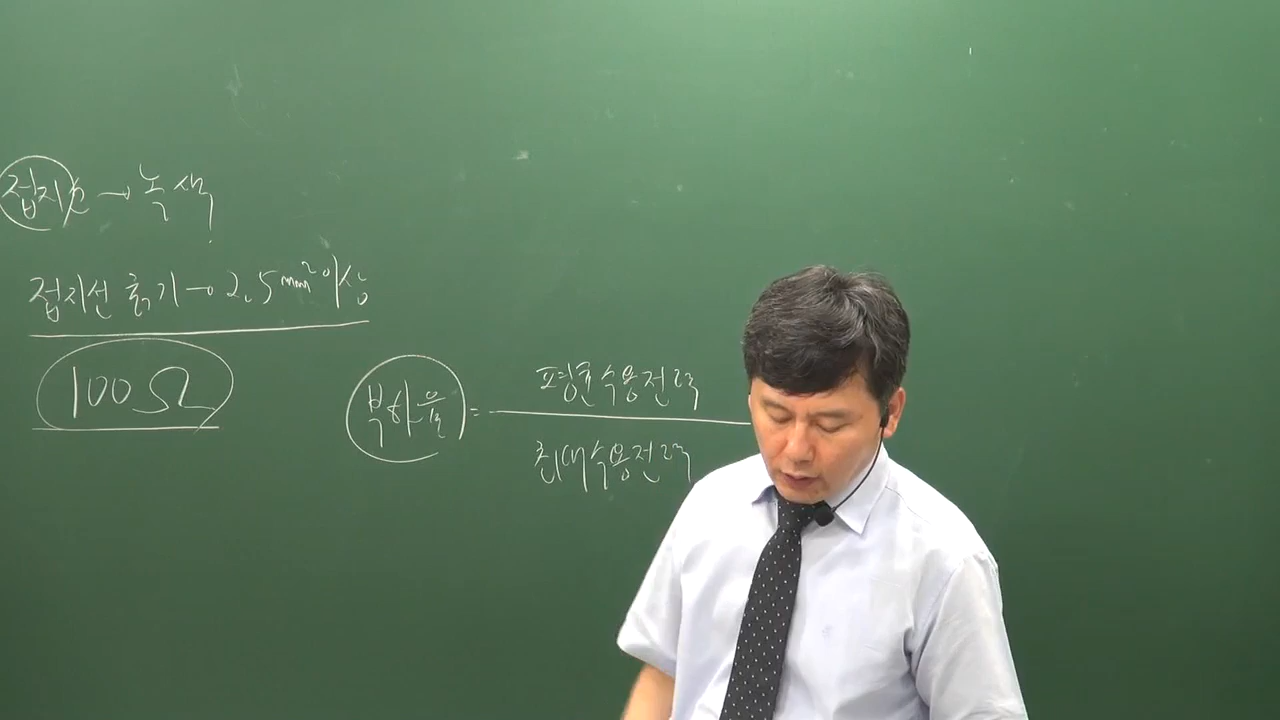 접지선 → 녹색
접지선 굵기 → 2.5mm² 이상
100Ω
부하율 = 평균수용전력
최대수용전력